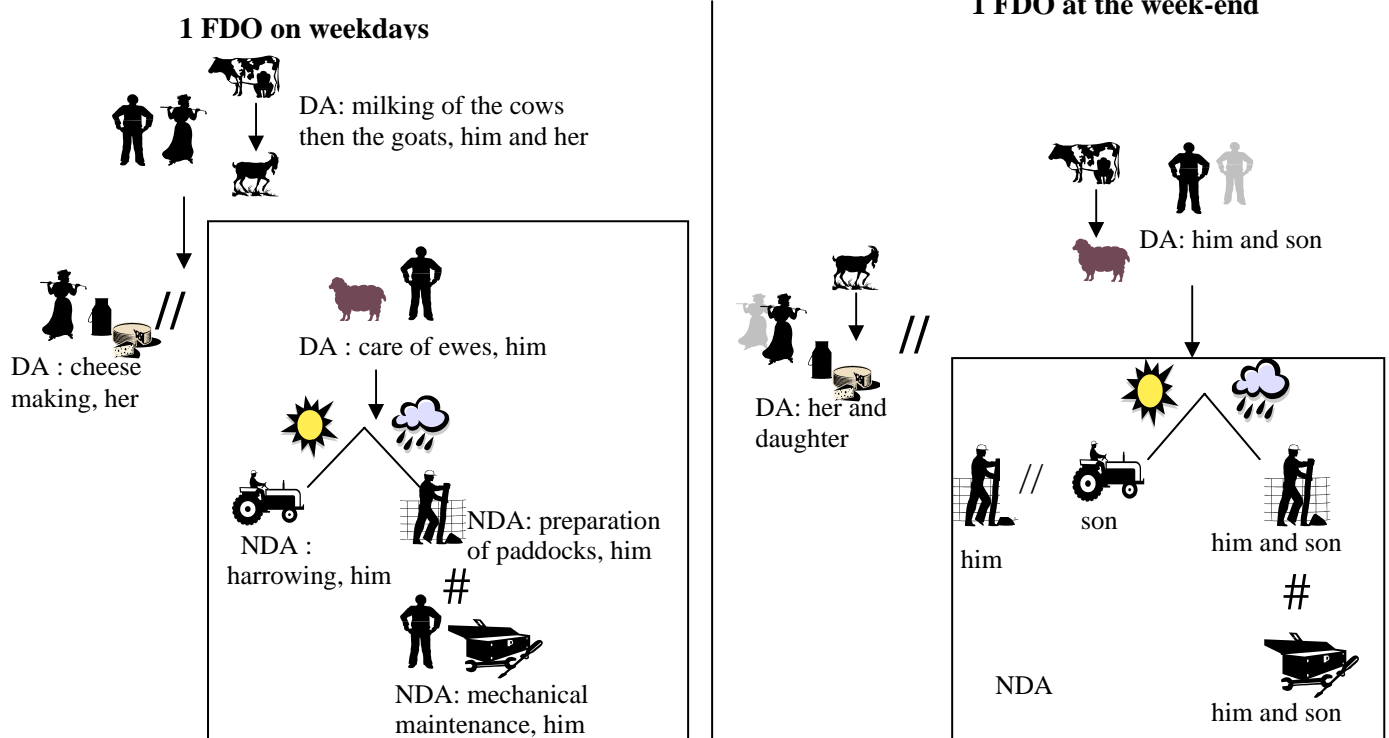 1 FDO on weekdays
DA: milking of the cows
then the goats, him and her
//
DA : cheese
making, her
DA : care of ewes, him
NDA :
harrowing, him
NDA: preparation
of paddocks, him
#
NDA: mechanical
maintenance, him
1 FDO at the week-end
DA: him and son
//
DA: her and
daughter
//
him
son
him and son
#
NDA
him and son